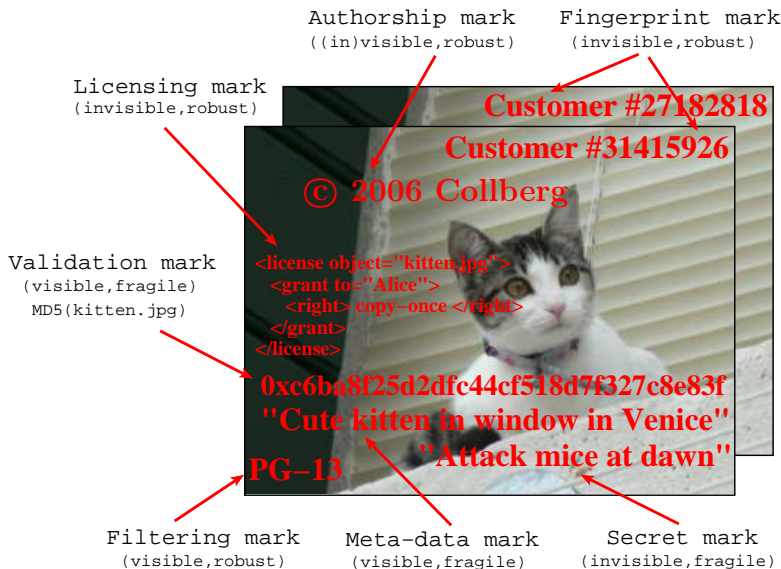 Authorship mark
((in)visible,robust)
Fingerprint mark
(invisible,robust)
Licensing mark
(invisible,robust)
Customer #27182818
Customer #31415926
© 2006 Collberg
Validation mark
(visible,fragile)
MD5(kitten.jpg)
<license object="kitten.jpg">
<grant to="Alice">
<right> copy−once </right>
</grant>
</license>
0xc6ba8f25d2dfc44cf518d7f327c8e83f
"Cute kitten in window in Venice"
"Attack mice at dawn"
PG−13
Filtering mark
(visible,robust)
Meta−data mark
(visible,fragile)
Secret mark
(invisible,fragile)